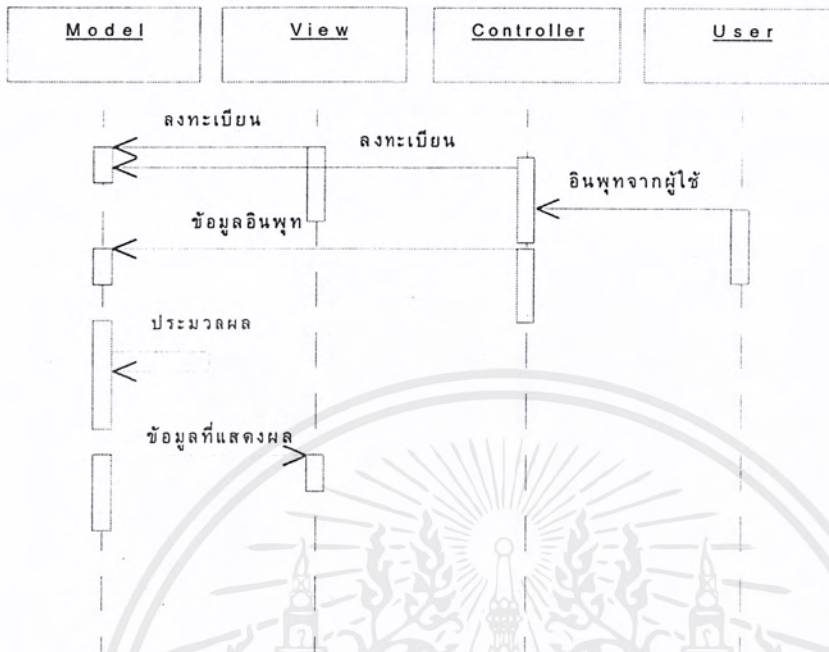 Model View Controller User
ลงทะเบียน
ลงทะเบียน
อินพุทจากผู้ใช้
ข้อมูลอินพุท
ประมวลผล
ข้อมูลที่แสดงผล